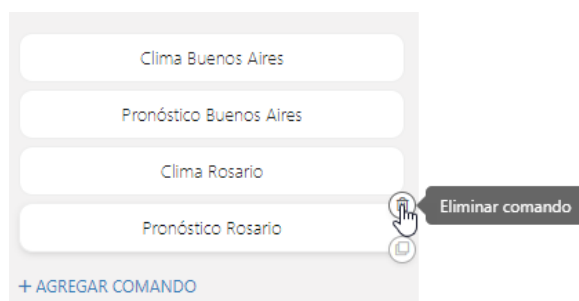 Clima Buenos Aires
Pronóstico Buenos Aires
Clima Rosario
Eliminar comando
Pronóstico Rosario
+ AGREGAR COMANDO